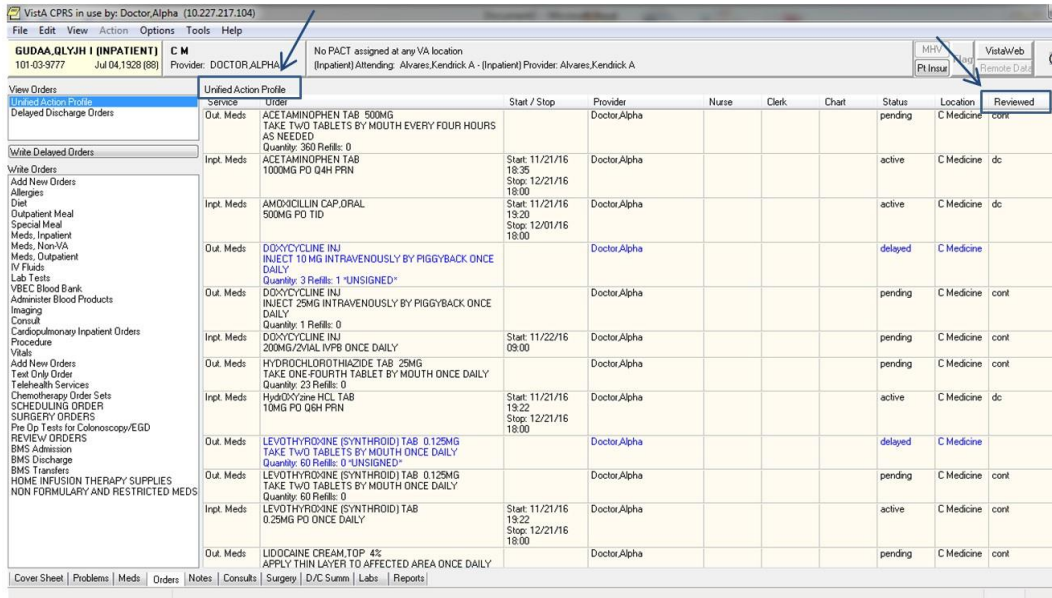 VistA CPRS in use by: Doctor,Alpha (10.227.217.104)
File Edit View Action Options Tools Help
GUDAA,QLYJH I (INPATIENT) C M No PACT assigned at any VA location MHV Flag VistaWeb
101-03-9777 Jul 04,1928 (88) Provider: DOCTOR,ALPHA (Inpatient) Attending: Alvares,Kendrick A - (Inpatient) Provider: Alvares,Kendrick A Pt Insur Remote Data
View Orders
Unified Action Profile
Delayed Discharge Orders
Write Delayed Orders
Write Orders
Add New Orders
Allergies
Diet
Outpatient Meal
Special Meal
Meds, Inpatient
Meds, Non-VA
Meds, Outpatient
IV Fluids
Lab Tests
VBEC Blood Bank
Administer Blood Products
Imaging
Consult
Cardiopulmonary Inpatient Orders
Procedure
Vitals
Add New Orders
Text Only Order
Telehealth Services
Chemotherapy Order Sets
SCHEDULING ORDER
SURGERY ORDERS
Pre Op Tests for Colonoscopy/EGD
REVIEW ORDERS
BMS Admission
BMS Discharge
BMS Transfers
HOME INFUSION THERAPY SUPPLIES
NON FORMULARY AND RESTRICTED MEDS
Unified Action Profile
Service Order Start / Stop Provider Nurse Clerk Chart Status Location Reviewed
Out. Meds ACETAMINOPHEN TAB 500MG Doctor,Alpha pending C Medicine cont
TAKE TWO TABLETS BY MOUTH EVERY FOUR HOURS
AS NEEDED
Quantity: 360 Refills: 0
Inpt. Meds ACETAMINOPHEN TAB Start: 11/21/16 Doctor,Alpha active C Medicine dc
1000MG PO Q4H PRN 18:35
Stop: 12/21/16
18:00
Inpt. Meds AMOXICILLIN CAP,ORAL Start: 11/21/16 Doctor,Alpha active C Medicine dc
500MG PO TID 19:20
Stop: 12/01/16
18:00
Out. Meds DOXYCYCLINE INJ Doctor,Alpha delayed C Medicine
INJECT 10 MG INTRAVENOUSLY BY PIGGYBACK ONCE
DAILY
Quantity: 3 Refills: 1 *UNSIGNED*
Out. Meds DOXYCYCLINE INJ Doctor,Alpha pending C Medicine cont
INJECT 25MG INTRAVENOUSLY BY PIGGYBACK ONCE
DAILY
Quantity: 1 Refills: 0
Inpt. Meds DOXYCYCLINE INJ Start: 11/22/16 Doctor,Alpha pending C Medicine cont
200MG/2VIAL IVPB ONCE DAILY 09:00
Out. Meds HYDROCHLOROTHIAZIDE TAB 25MG Doctor,Alpha pending C Medicine cont
TAKE ONE-FOURTH TABLET BY MOUTH ONCE DAILY
Quantity: 23 Refills: 0
Inpt. Meds HydrOXYzine HCL TAB Start: 11/21/16 Doctor,Alpha active C Medicine dc
10MG PO Q6H PRN 19:22
Stop: 12/21/16
18:00
Out. Meds LEVOTHYROXINE (SYNTHROID) TAB 0.125MG Doctor,Alpha delayed C Medicine
TAKE TWO TABLETS BY MOUTH ONCE DAILY
Quantity: 60 Refills: 0 *UNSIGNED*
Out. Meds LEVOTHYROXINE (SYNTHROID) TAB 0.125MG Doctor,Alpha pending C Medicine cont
TAKE TWO TABLETS BY MOUTH ONCE DAILY
Quantity: 60 Refills: 0
Inpt. Meds LEVOTHYROXINE (SYNTHROID) TAB Start: 11/21/16 Doctor,Alpha active C Medicine cont
0.25MG PO ONCE DAILY 19:22
Stop: 12/21/16
18:00
Out. Meds LIDOCAINE CREAM,TOP 4% Doctor,Alpha pending C Medicine cont
APPLY THIN LAYER TO AFFECTED AREA ONCE DAILY
Cover Sheet Problems Meds Orders Notes Consults Surgery D/C Summ Labs Reports